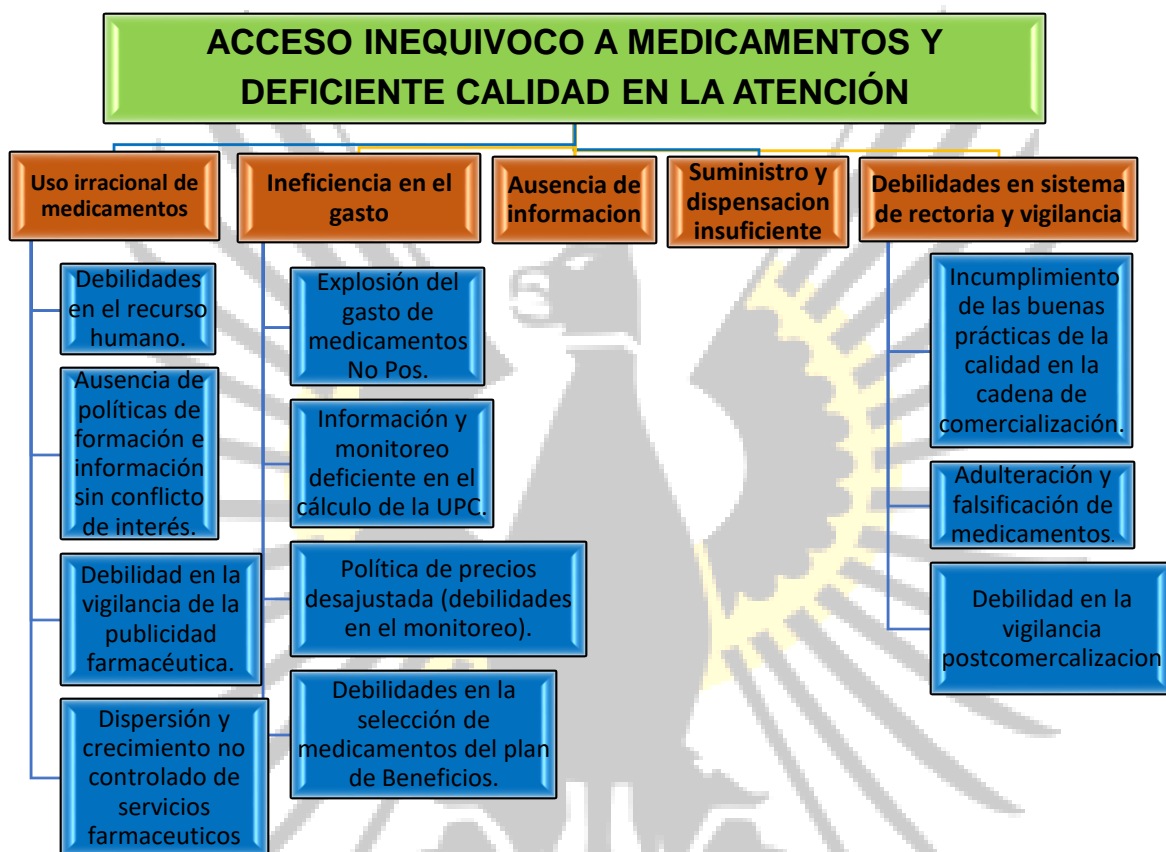 ACCESO INEQUIVOCO A MEDICAMENTOS Y
DEFICIENTE CALIDAD EN LA ATENCIÓN
Uso irracional de
medicamentos
Debilidades
en el recurso
humano.
Ausencia de
políticas de
formación e
información
sin conflicto
de interés.
Debilidad en la
vigilancia de la
publicidad
farmacéutica.
Dispersión y
crecimiento no
controlado de
servicios
farmaceuticos
Ineficiencia en el
gasto
Explosión del
gasto de
medicamentos
No Pos.
Información y
monitoreo
deficiente en el
cálculo de la UPC.
Política de precios
desajustada (debilidades
en el monitoreo).
Debilidades en la
selección de
medicamentos del plan
de Beneficios.
Ausencia de
informacion
Suministro y
dispensacion
insuficiente
Debilidades en sistema
de rectoria y vigilancia
Incumplimiento
de las buenas
prácticas de la
calidad en la
cadena de
comercialización.
Adulteración y
falsificación de
medicamentos.
Debilidad en la
vigilancia
postcomercalizacion